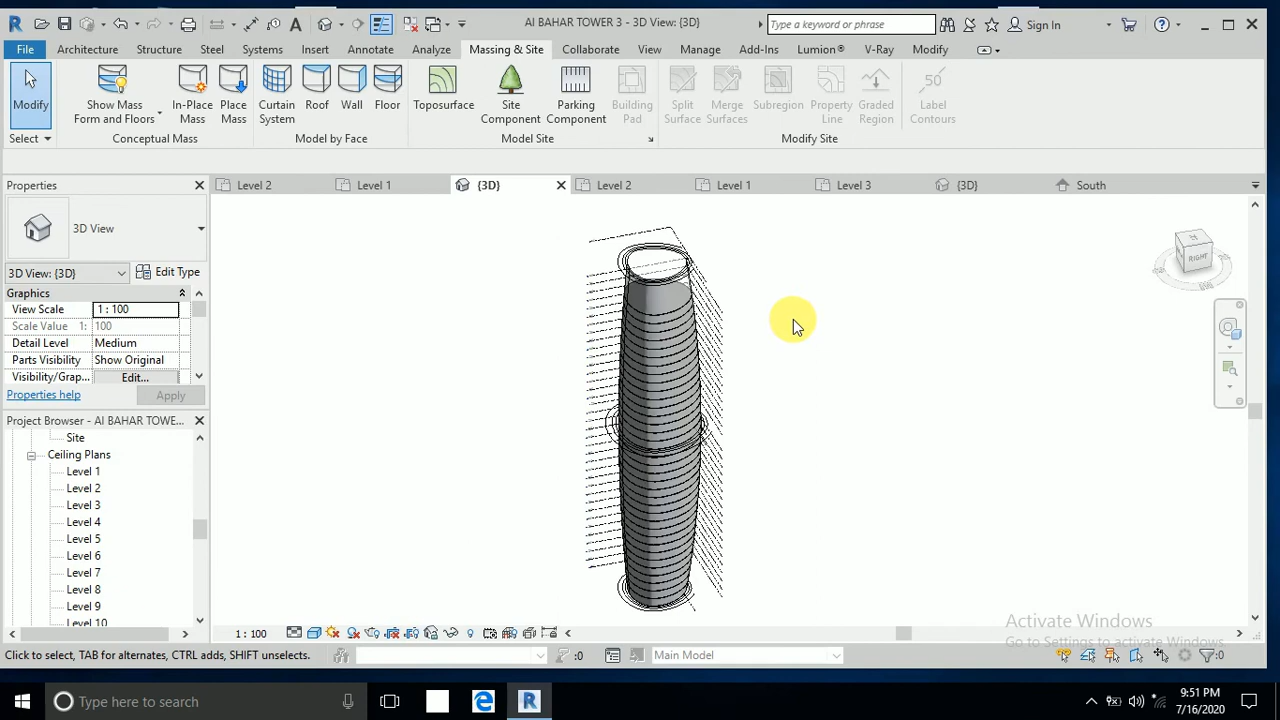 AI BAHAR TOWER 3 - 3D View: {3D}
Type a keyword or phrase
Sign In
File
Architecture
Structure
Steel
Systems
Insert
Annotate
Analyze
Massing & Site
Collaborate
View
Manage
Add-Ins
Lumion®
V-Ray
Modify
Modify
Show Mass
Form and Floors
In-Place
Mass
Place
Mass
Curtain
System
Roof
Wall
Floor
Toposurface
Site
Component
Parking
Component
Building
Pad
Split
Surface
Merge
Surfaces
Subregion
Property
Line
Graded
Region
50
Label
Contours
Select
Conceptual Mass
Model by Face
Model Site
Modify Site
Properties
Level 2
Level 1
{3D}
Level 2
Level 1
Level 3
{3D}
South
3D View
3D View: {3D}
Edit Type
Graphics
View Scale
1 : 100
Scale Value 1:
100
Detail Level
Medium
Parts Visibility
Show Original
Visibility/Grap...
Edit...
Properties help
Apply
Project Browser - AI BAHAR TOWE...
Site
Ceiling Plans
Level 1
Level 2
Level 3
Level 4
Level 5
Level 6
Level 7
Level 8
Level 9
Level 10
RIGHT
1 : 100
Activate Windows
Go to Settings to activate Windows.
Click to select, TAB for alternates, CTRL adds, SHIFT unselects.
:0
Main Model
:0
Type here to search
9:51 PM
7/16/2020